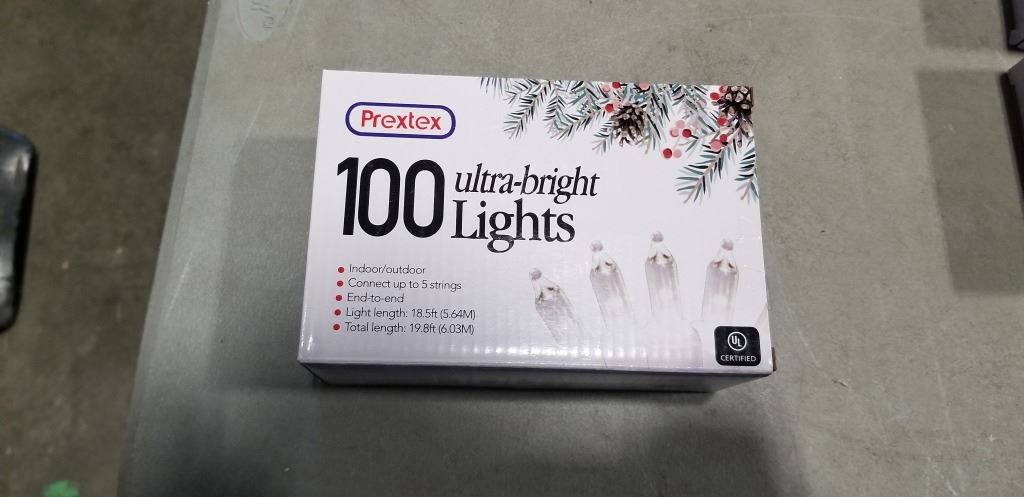 Prextex
100 ultra-bright
Lights
Indoor/outdoor
Connect up to 5 strings
End-to-end
Light length: 18.5ft (5.64M)
Total length: 19.8ft (6.03M)
UL
CERTIFIED